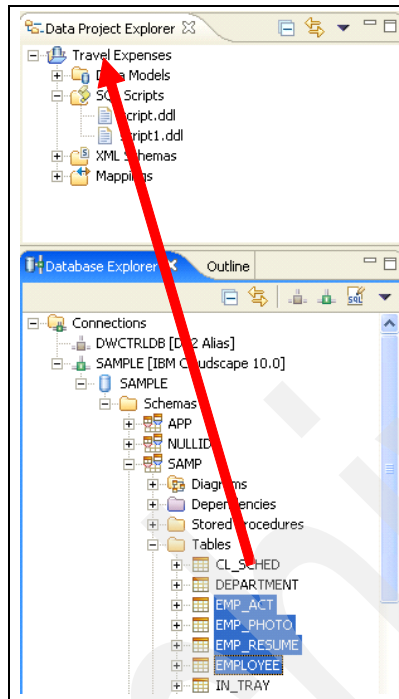 Data Project Explorer
Travel Expenses
Data Models
SQL Scripts
script.ddl
script1.ddl
XML Schemas
Mappings
Database Explorer
Outline
Connections
DWCTRLDB [DB2 Alias]
SAMPLE [IBM Cloudscape 10.0]
SAMPLE
Schemas
APP
NULLID
SAMP
Diagrams
Dependencies
Stored Procedures
Tables
CL_SCHED
DEPARTMENT
EMP_ACT
EMP_PHOTO
EMP_RESUME
EMPLOYEE
IN_TRAY